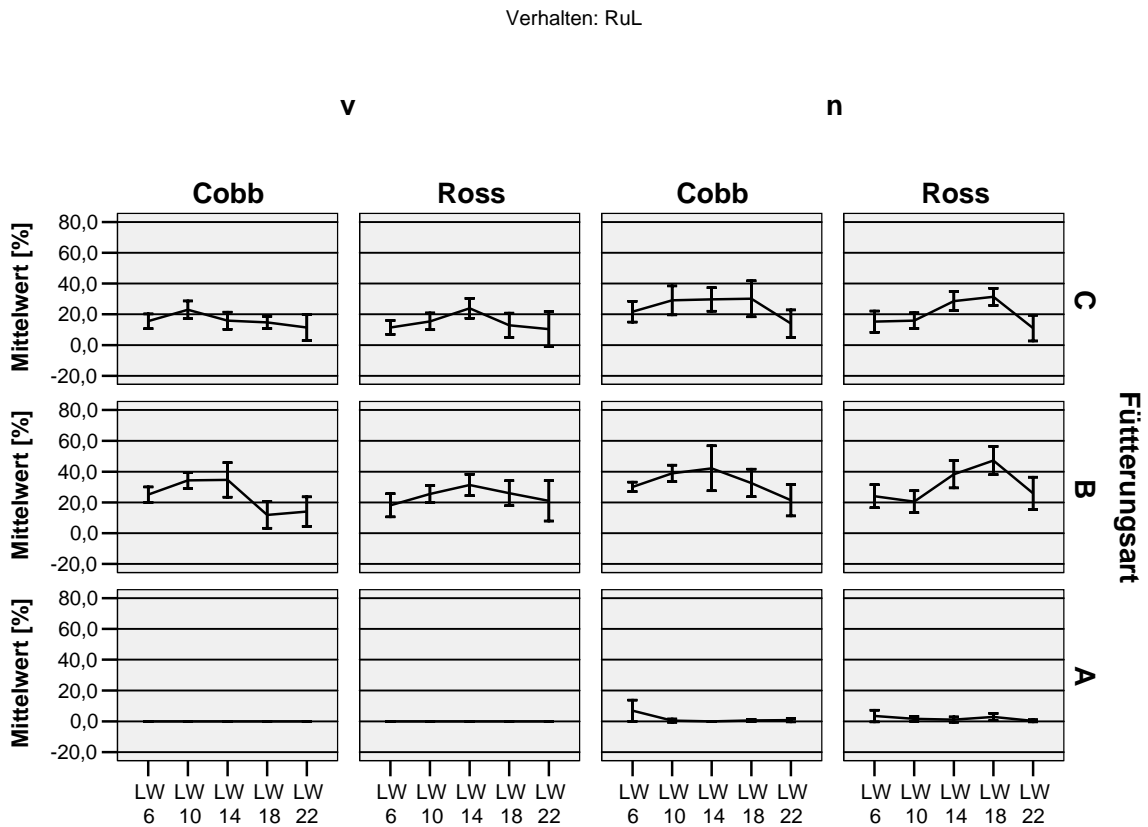 Verhalten: RuL
v n
Cobb Ross Cobb Ross
Mittelwert [%]
80,0
60,0
40,0
20,0
0,0
-20,0
C
Mittelwert [%]
80,0
60,0
40,0
20,0
0,0
-20,0
B
Mittelwert [%]
80,0
60,0
40,0
20,0
0,0
-20,0
A
Füttterungsart
LW LW LW LW LW LW LW LW LW LW LW LW LW LW LW LW LW LW LW LW
6 10 14 18 22 6 10 14 18 22 6 10 14 18 22 6 10 14 18 22